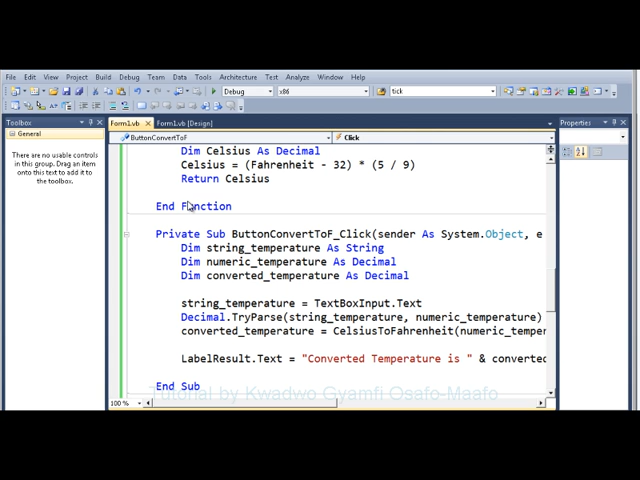 File Edit View Project Build Debug Team Data Tools Architecture Test Analyze Window Help
Debug x86 tick
Toolbox
General
There are no usable controls
in this group. Drag an item
onto this text to add it to
the toolbox.
Form1.vb Form1.vb [Design]
ButtonConvertToF Click
Dim Celsius As Decimal
Celsius = (Fahrenheit - 32) * (5 / 9)
Return Celsius
End Function
Private Sub ButtonConvertToF_Click(sender As System.Object, e
Dim string_temperature As String
Dim numeric_temperature As Decimal
Dim converted_temperature As Decimal
string_temperature = TextBoxInput.Text
Decimal.TryParse(string_temperature, numeric_temperature)
converted_temperature = CelsiusToFahrenheit(numeric_temper
LabelResult.Text = "Converted Temperature is " & converted
End Sub
Tutorial by Kwadwo Gyamfi Osafo-Maafo
100 %
Properties